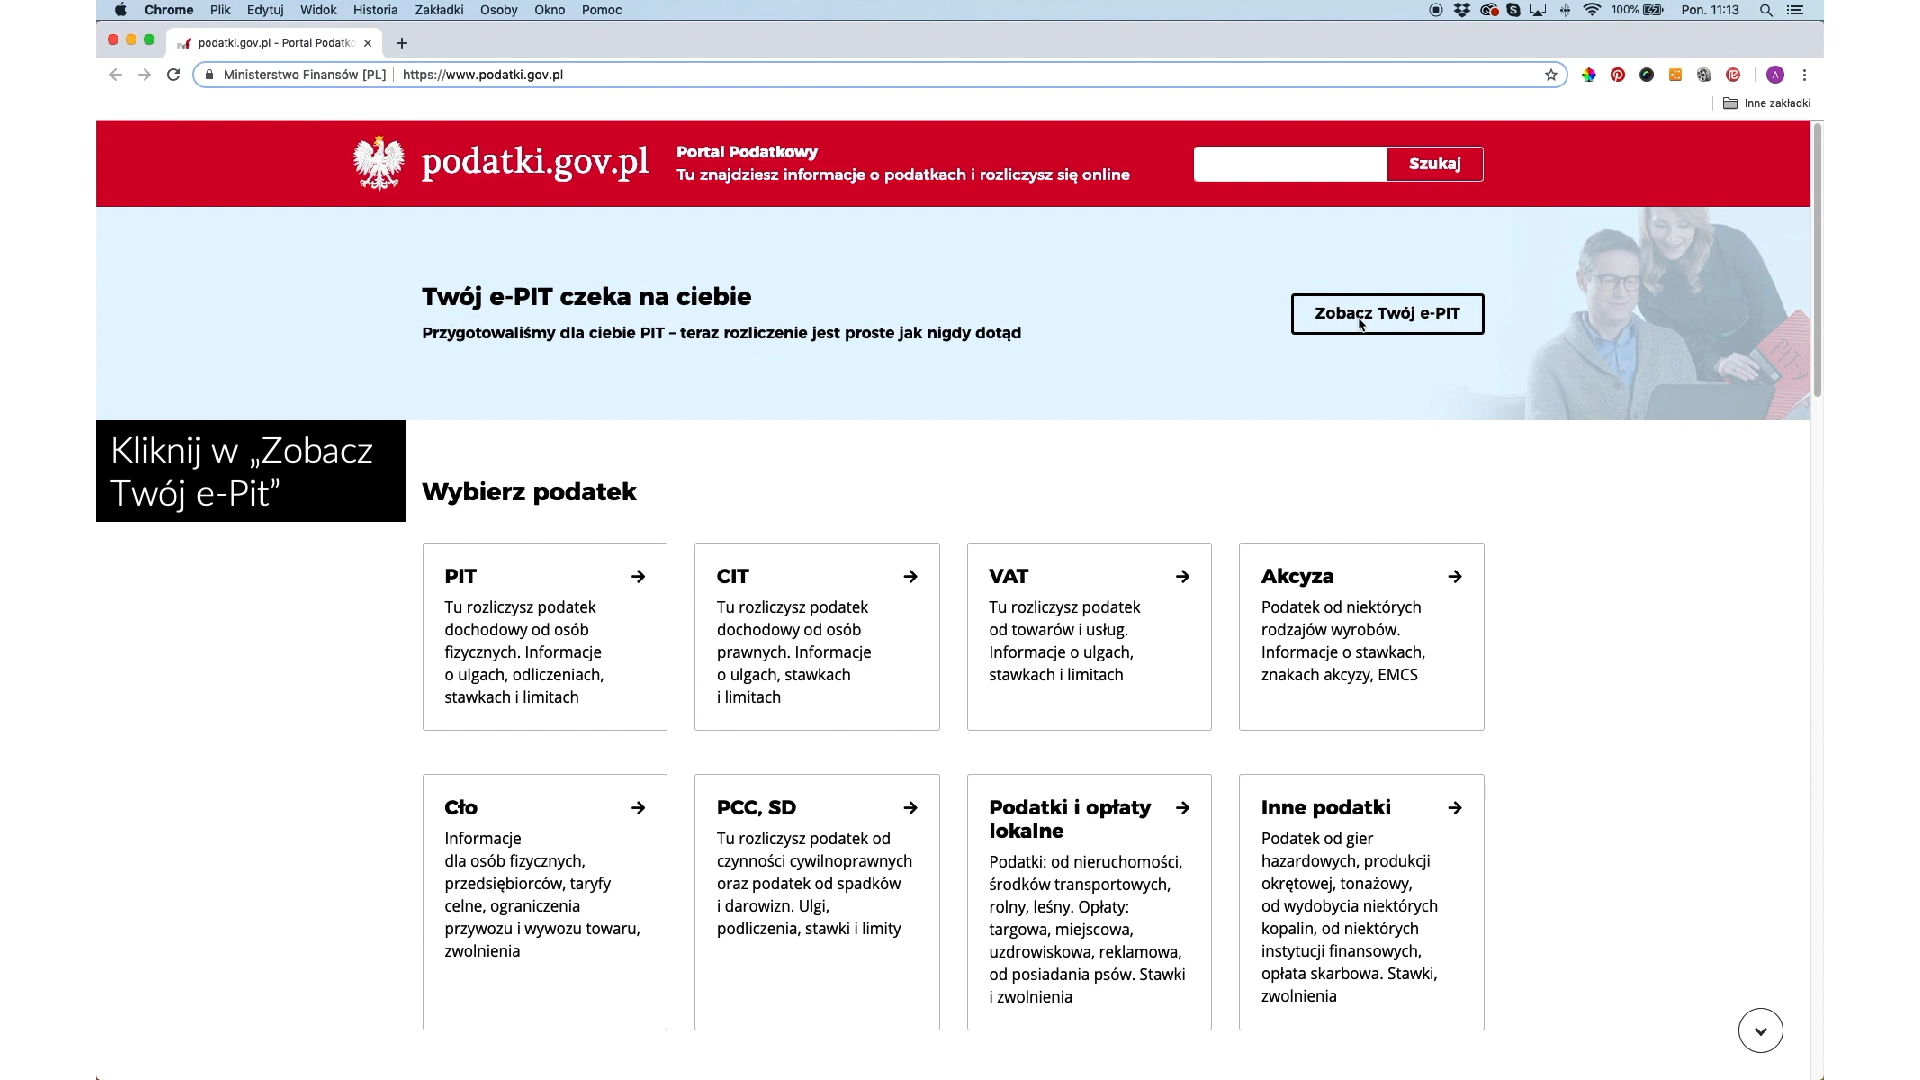 Chrome Plik Edytuj Widok Historia Zakładki Osoby Okno Pomoc 100% Pon. 11:13
podatki.gov.pl - Portal Podatko
Ministerstwo Finansów [PL] https://www.podatki.gov.pl
Inne zakładki
podatki.gov.pl
Portal Podatkowy
Tu znajdziesz informacje o podatkach i rozliczysz się online
Szukaj
Twój e-PIT czeka na ciebie
Przygotowaliśmy dla ciebie PIT – teraz rozliczenie jest proste jak nigdy dotąd
Zobacz Twój e-PIT
Kliknij w „Zobacz
Twój e-Pit”
Wybierz podatek
PIT
Tu rozliczysz podatek
dochodowy od osób
fizycznych. Informacje
o ulgach, odliczeniach,
stawkach i limitach
CIT
Tu rozliczysz podatek
dochodowy od osób
prawnych. Informacje
o ulgach, stawkach
i limitach
VAT
Tu rozliczysz podatek
od towarów i usług.
Informacje o ulgach,
stawkach i limitach
Akcyza
Podatek od niektórych
rodzajów wyrobów.
Informacje o stawkach,
znakach akcyzy, EMCS
Cło
Informacje
dla osób fizycznych,
przedsiębiorców, taryfy
celne, ograniczenia
przywozu i wywozu towaru,
zwolnienia
PCC, SD
Tu rozliczysz podatek od
czynności cywilnoprawnych
oraz podatek od spadków
i darowizn. Ulgi,
podliczenia, stawki i limity
Podatki i opłaty
lokalne
Podatki: od nieruchomości,
środków transportowych,
rolny, leśny. Opłaty:
targowa, miejscowa,
uzdrowiskowa, reklamowa,
od posiadania psów. Stawki
i zwolnienia
Inne podatki
Podatek od gier
hazardowych, produkcji
okrętowej, tonażowy,
od wydobycia niektórych
kopalin, od niektórych
instytucji finansowych,
opłata skarbowa. Stawki,
zwolnienia